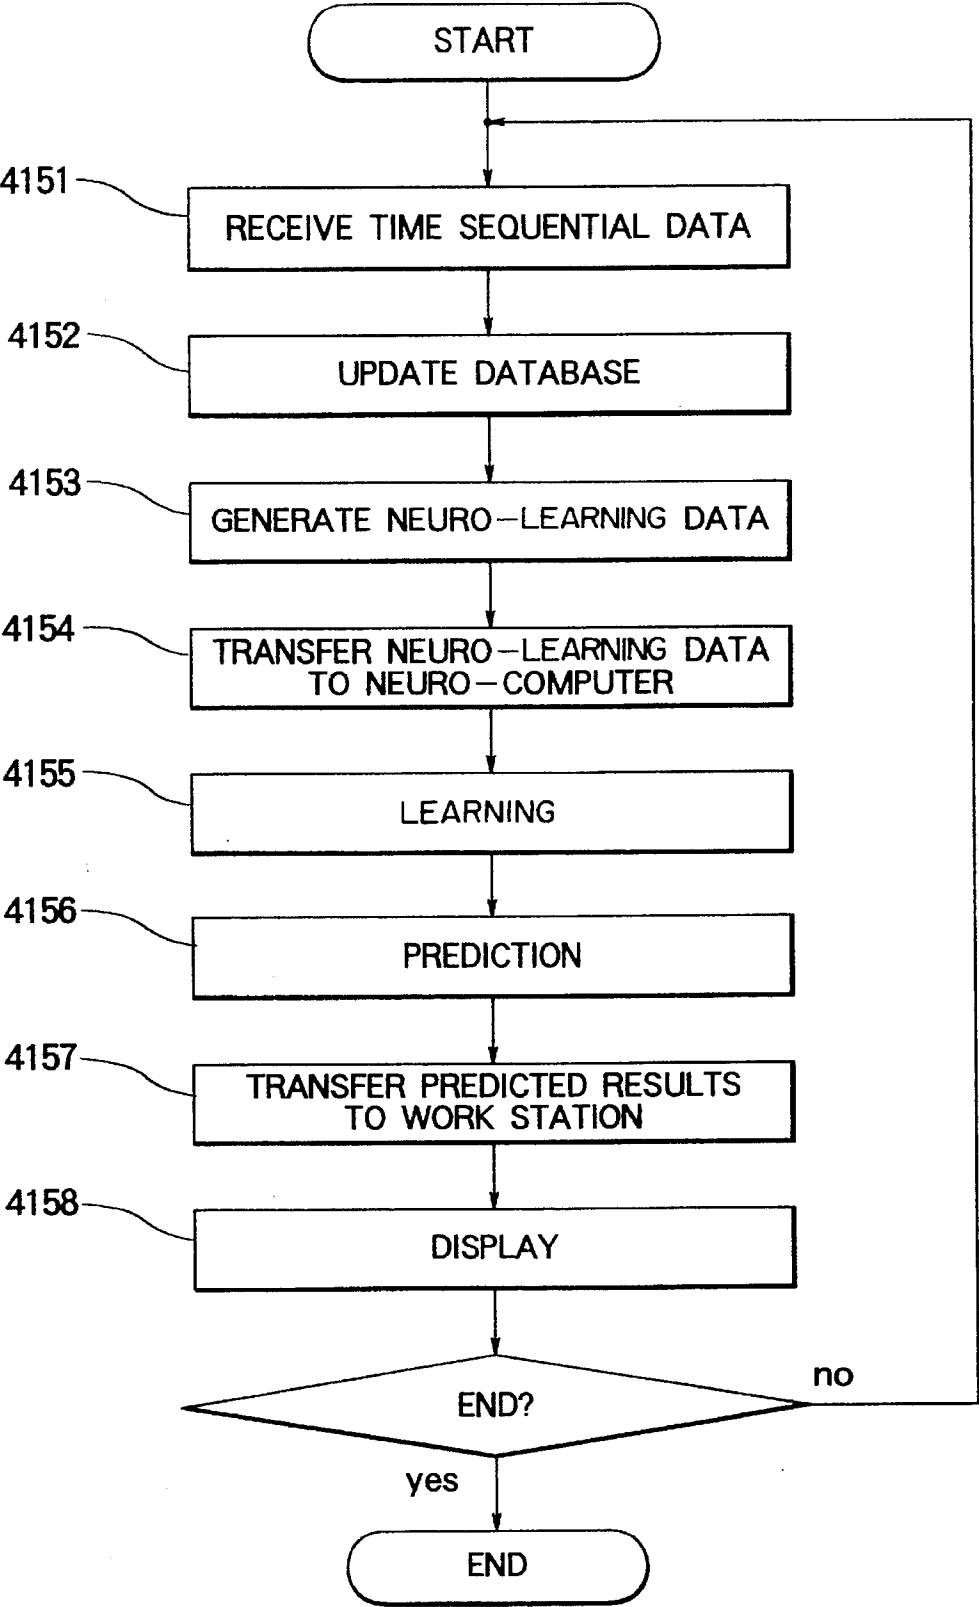 START
4151
RECEIVE TIME SEQUENTIAL DATA
4152
UPDATE DATABASE
4153
GENERATE NEURO-LEARNING DATA
4154
TRANSFER NEURO-LEARNING DATA
TO NEURO-COMPUTER
4155
LEARNING
4156
PREDICTION
4157
TRANSFER PREDICTED RESULTS
TO WORK STATION
4158
DISPLAY
END?
no
yes
END